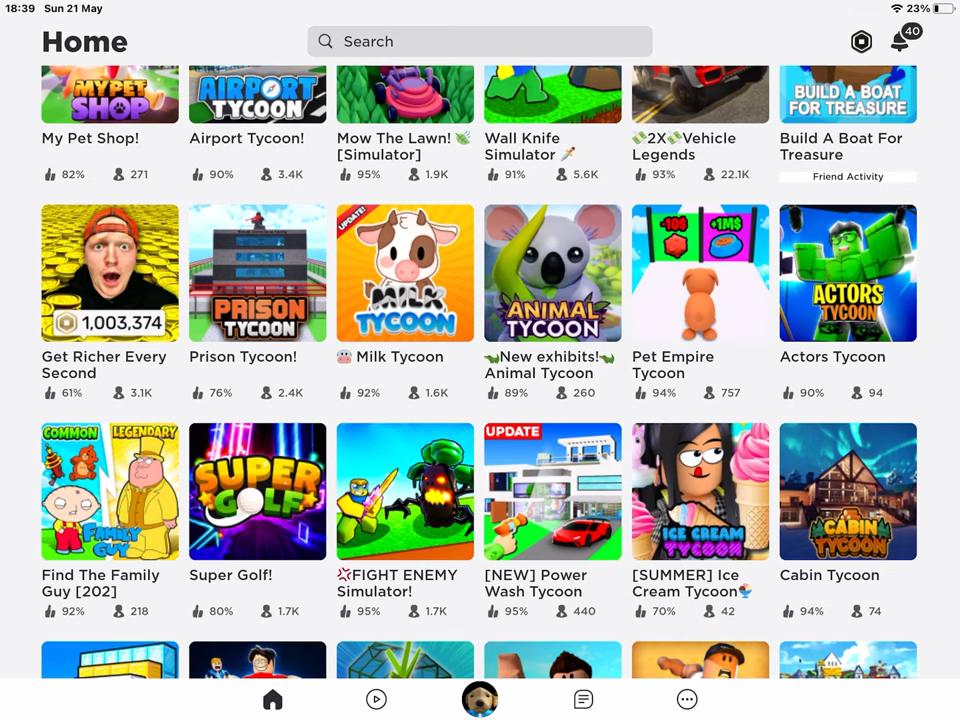 18:39 Sun 21 May
23%
Home
Search
40
MY PET SHOP
AIRPORT TYCOON
BUILD A BOAT FOR TREASURE
My Pet Shop!
Airport Tycoon!
Mow The Lawn! 💸
[Simulator]
Wall Knife
Simulator 🗡️
💸2X💸Vehicle
Legends
Build A Boat For
Treasure
82% 271
90% 3.4K
95% 1.9K
91% 5.6K
93% 22.1K
Friend Activity
1,003,374
PRISON TYCOON
UPDATE!
MILK TYCOON
ANIMAL TYCOON
-10$
+1M$
ACTORS TYCOON
Get Richer Every
Second
Prison Tycoon!
🐮 Milk Tycoon
🐊New exhibits!🐊
Animal Tycoon
Pet Empire
Tycoon
Actors Tycoon
61% 3.1K
76% 2.4K
92% 1.6K
89% 260
94% 757
90% 94
COMMON
LEGENDARY
FAMILY GUY
SUPER GOLF
UPDATE
ICE CREAM TYCOON
CABIN TYCOON
Find The Family
Guy [202]
Super Golf!
💢FIGHT ENEMY
Simulator!
[NEW] Power
Wash Tycoon
[SUMMER] Ice
Cream Tycoon🍨
Cabin Tycoon
92% 218
80% 1.7K
95% 1.7K
95% 440
70% 42
94% 74